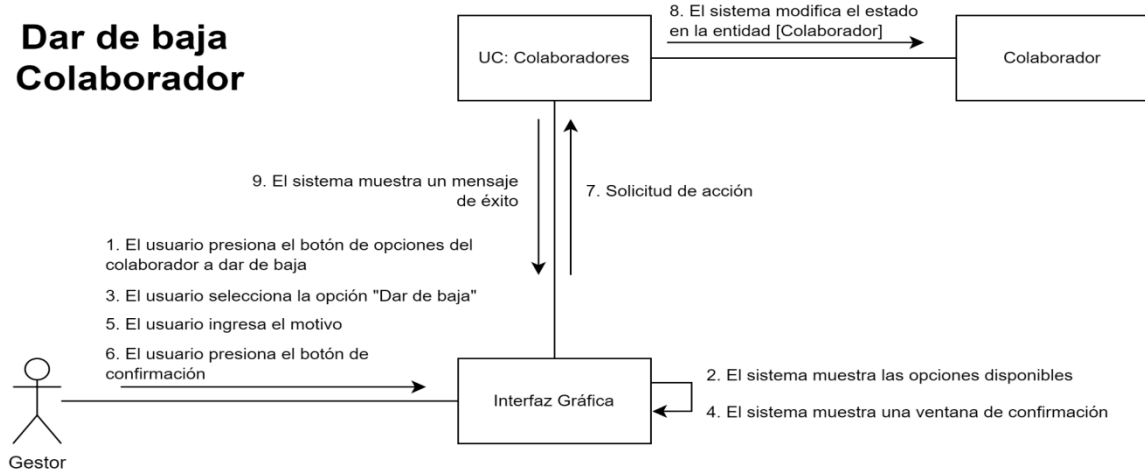 Dar de baja
Colaborador
8. El sistema modifica el estado
en la entidad [Colaborador]
UC: Colaboradores
Colaborador
9. El sistema muestra un mensaje
de éxito
7. Solicitud de acción
1. El usuario presiona el botón de opciones del
colaborador a dar de baja
3. El usuario selecciona la opción "Dar de baja"
5. El usuario ingresa el motivo
6. El usuario presiona el botón de
confirmación
Interfaz Gráfica
2. El sistema muestra las opciones disponibles
4. El sistema muestra una ventana de confirmación
Gestor